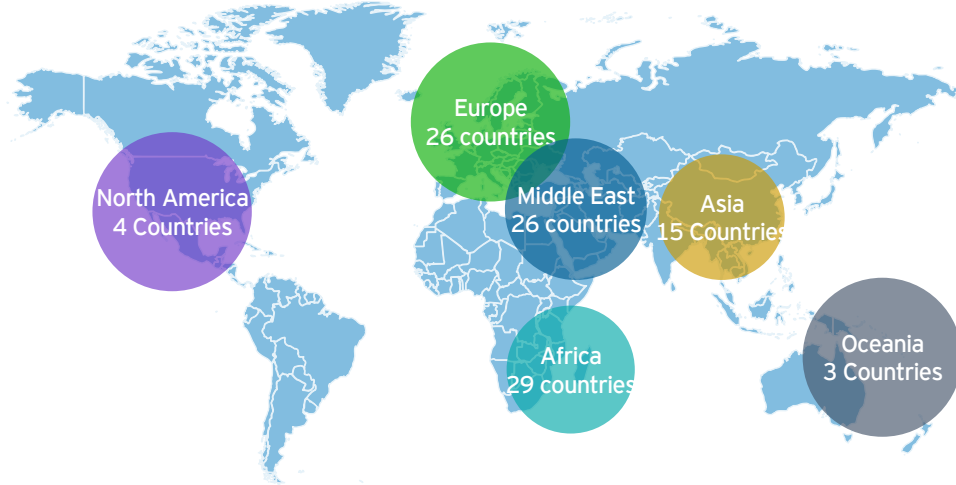 Europe
26 countries
North America
4 Countries
Middle East
26 countries
Asia
15 Countries
Africa
29 countries
Oceania
3 Countries